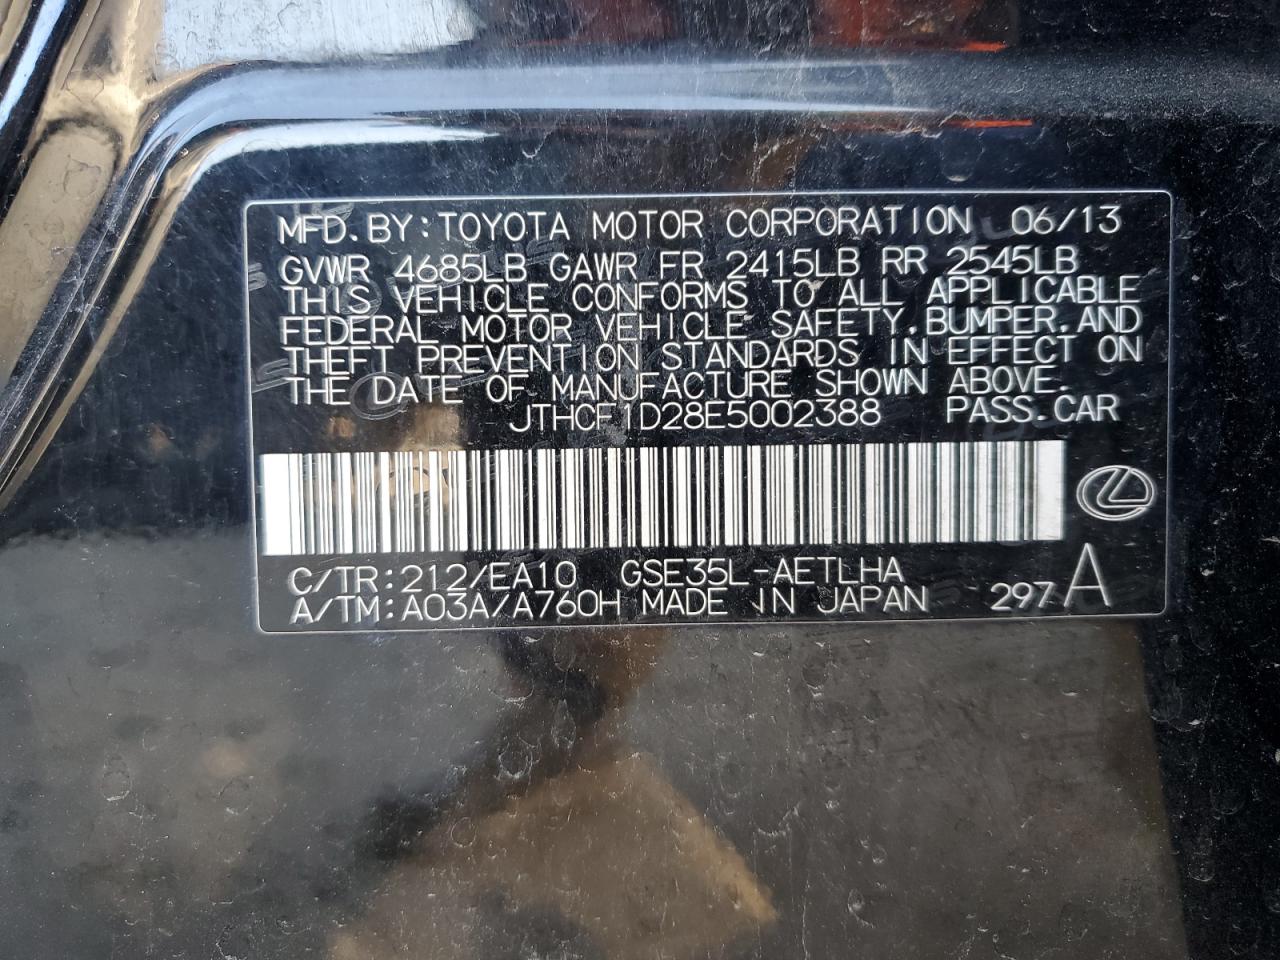 MFD. BY: TOYOTA MOTOR CORPORATION 06/13
GVWR 4685LB GAWR FR 2415LB RR 2545LB
THIS VEHICLE CONFORMS TO ALL APPLICABLE
FEDERAL MOTOR VEHICLE SAFETY, BUMPER, AND
THEFT PREVENTION STANDARDS IN EFFECT ON
THE DATE OF MANUFACTURE SHOWN ABOVE.
JTHCF1D28E5002388 PASS. CAR
C/TR: 212/EA10 GSE35L-AETLHA
A/TM: A03A/A760H MADE IN JAPAN 297 A